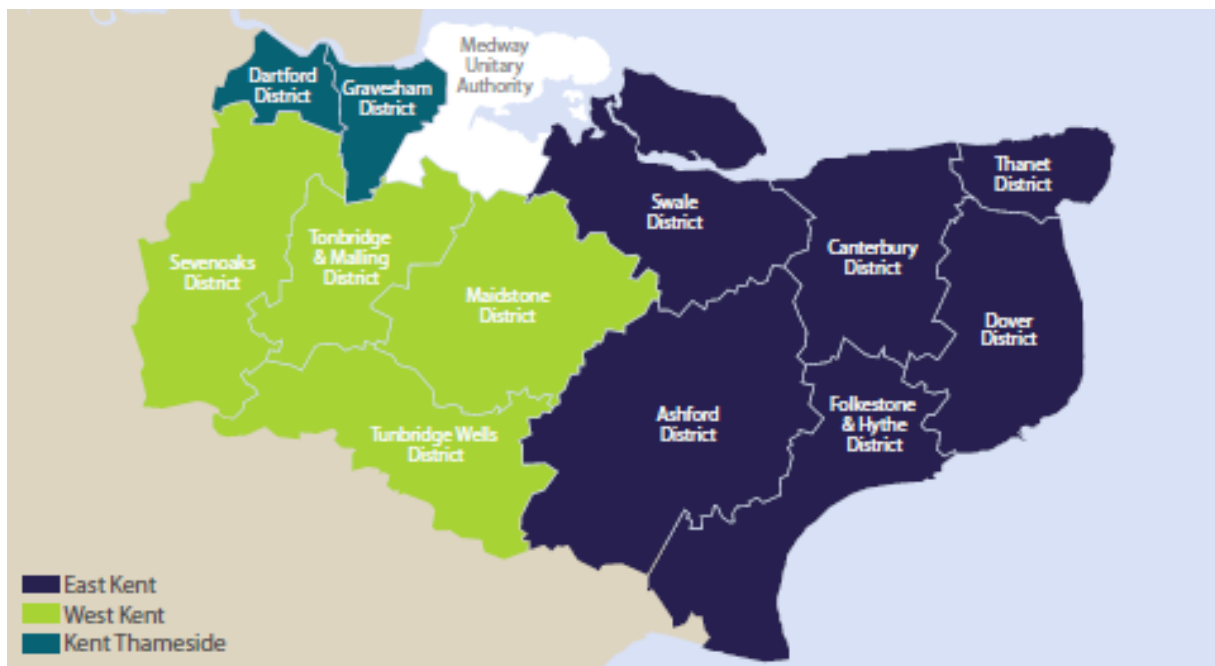 Medway
Unitary
Authority
Dartford
District
Gravesham
District
Thanet
District
Swale
District
Tonbridge
& Malling
District
Sevenoaks
District
Canterbury
District
Maidstone
District
Dover
District
Ashford
District
Folkestone
& Hythe
District
Tunbridge Wells
District
East Kent
West Kent
Kent Thameside